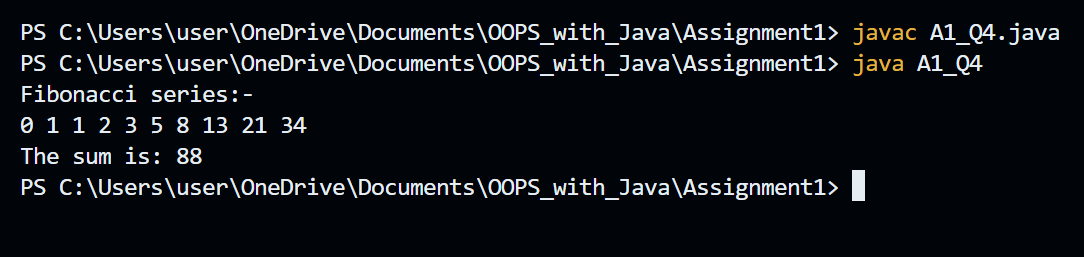 PS C:\Users\user\OneDrive\Documents\OOPS_with_Java\Assignment1> javac A1_Q4.java
PS C:\Users\user\OneDrive\Documents\OOPS_with_Java\Assignment1> java A1_Q4
Fibonacci series:-
0 1 1 2 3 5 8 13 21 34
The sum is: 88
PS C:\Users\user\OneDrive\Documents\OOPS_with_Java\Assignment1>